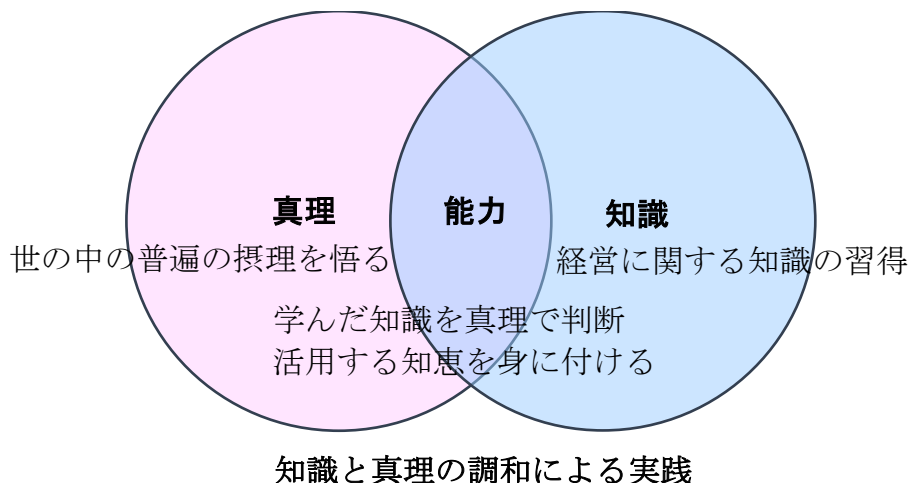 真理
能力
知識
世の中の普遍の摂理を悟る
経営に関する知識の習得
学んだ知識を真理で判断
活用する知恵を身に付ける
知識と真理の調和による実践